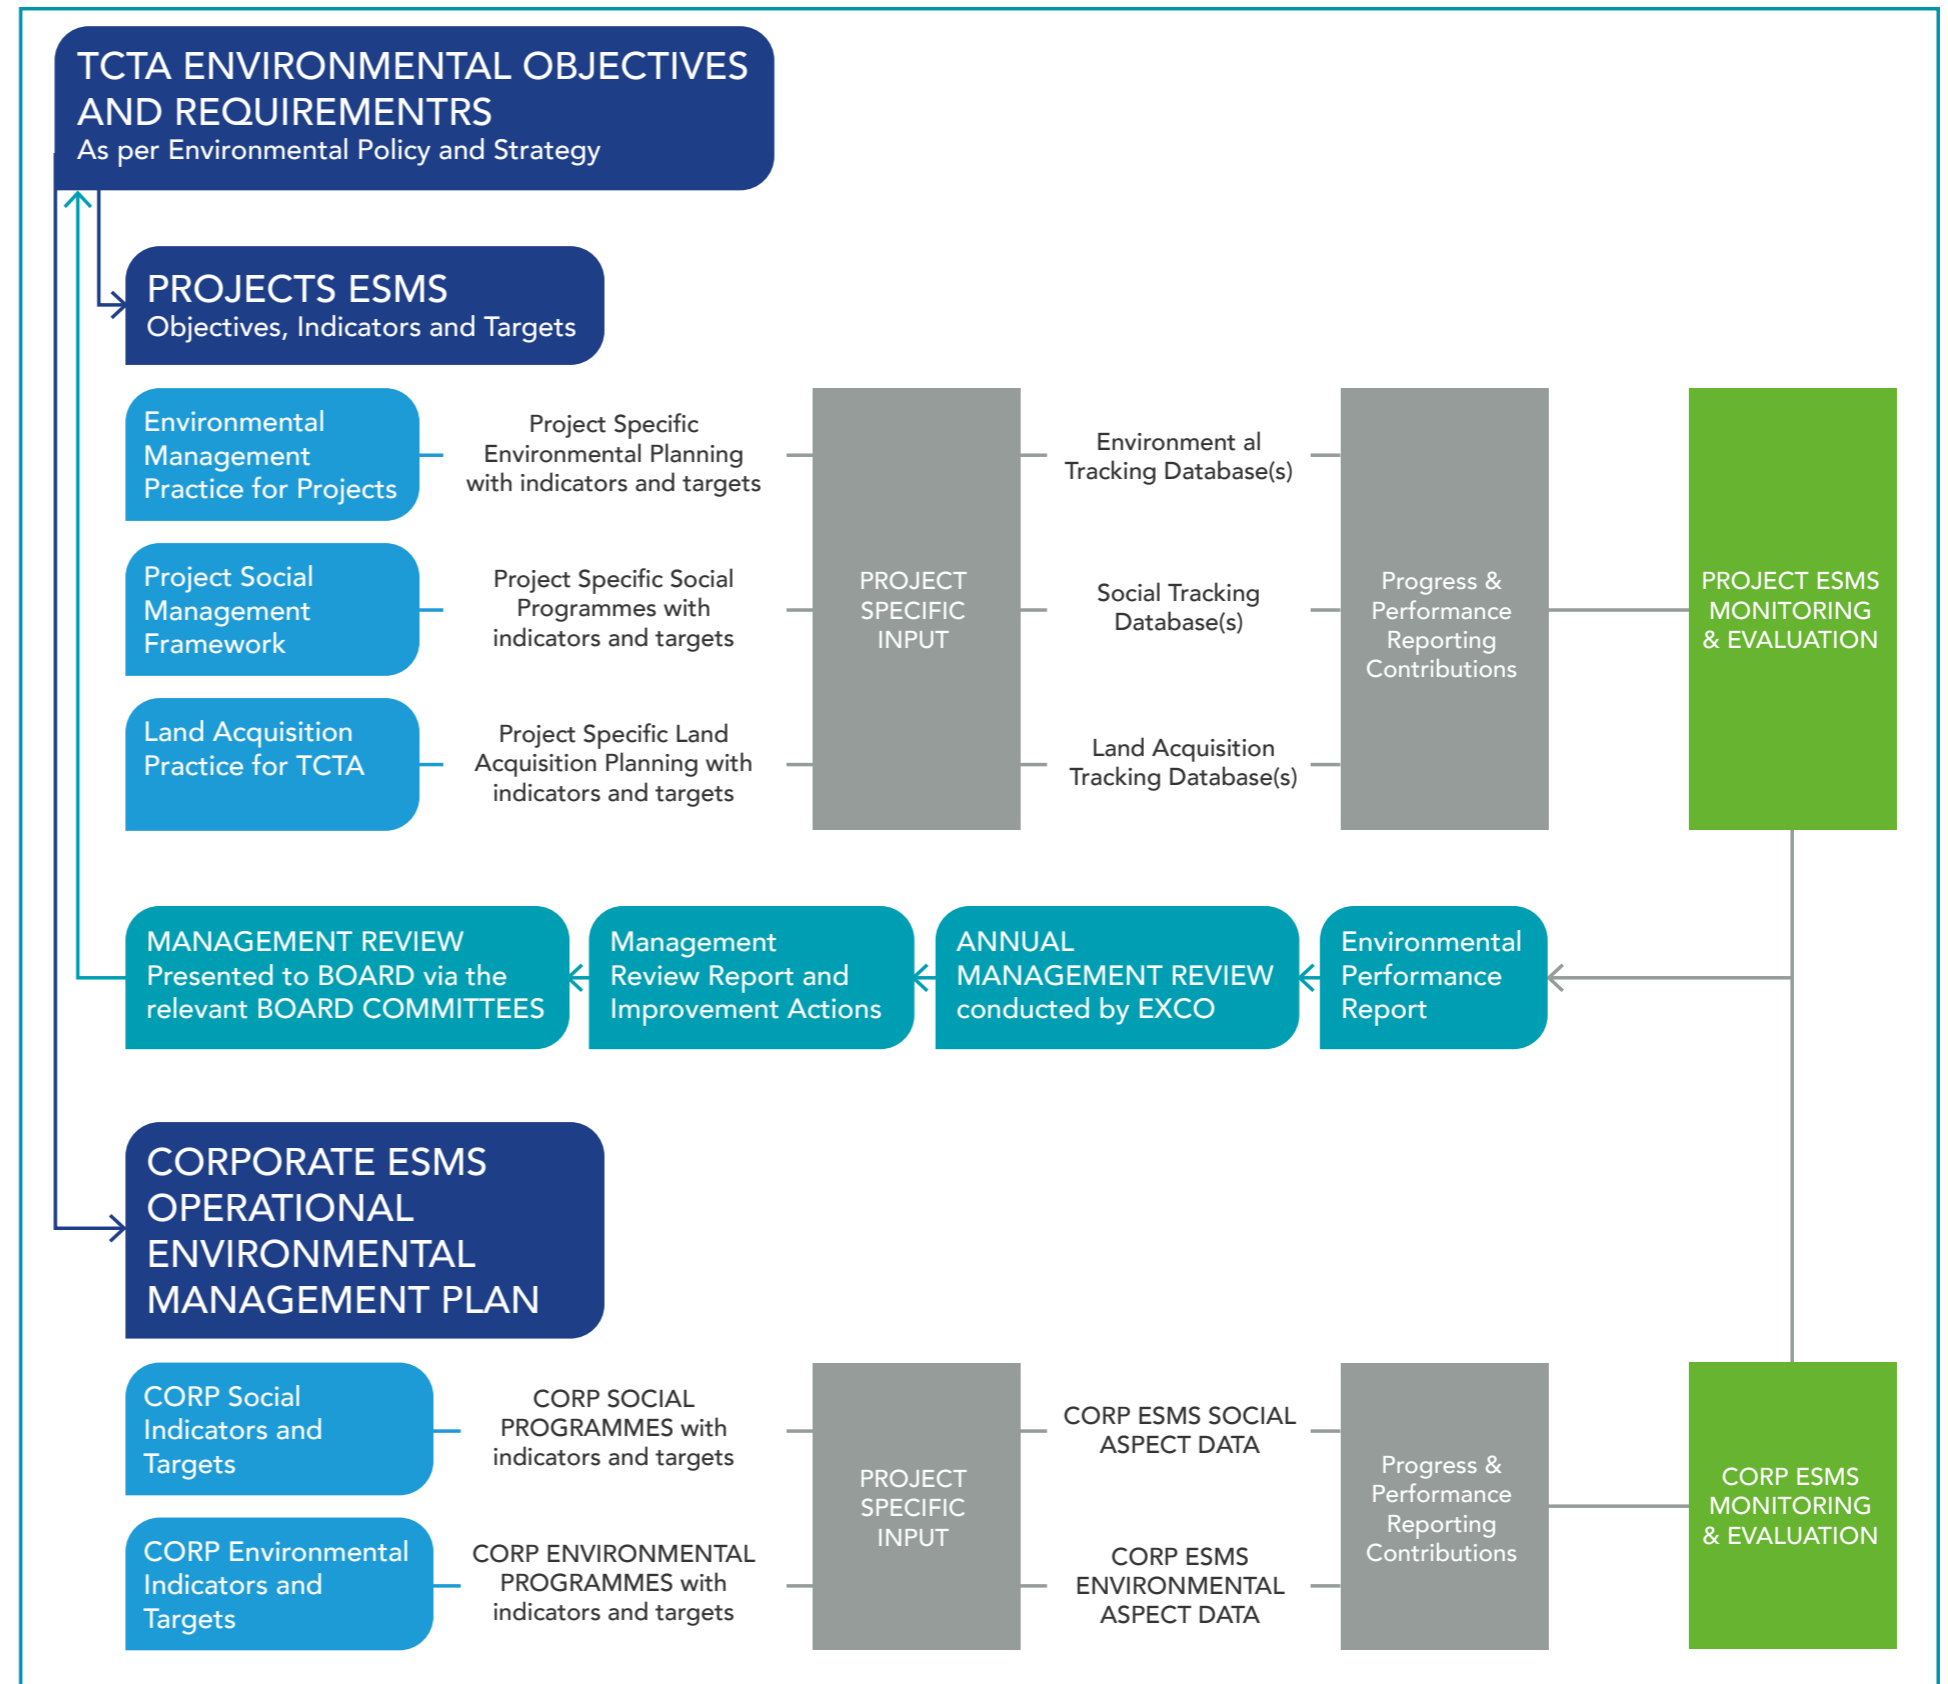 TCTA ENVIRONMENTAL OBJECTIVES
AND REQUIREMENTRS
As per Environmental Policy and Strategy
PROJECTS ESMS
Objectives, Indicators and Targets
Environmental
Management
Practice for Projects
Project Specific
Environmental Planning
with indicators and targets
Environment al
Tracking Database(s)
Project Social
Management
Framework
Project Specific Social
Programmes with
indicators and targets
PROJECT
SPECIFIC
INPUT
Social Tracking
Database(s)
Progress &
Performance
Reporting
Contributions
PROJECT ESMS
MONITORING
& EVALUATION
Land Acquisition
Practice for TCTA
Project Specific Land
Acquisition Planning with
indicators and targets
Land Acquisition
Tracking Database(s)
MANAGEMENT REVIEW
Presented to BOARD via the
relevant BOARD COMMITTEES
Management
Review Report and
Improvement Actions
ANNUAL
MANAGEMENT REVIEW
conducted by EXCO
Environmental
Performance
Report
CORPORATE ESMS
OPERATIONAL
ENVIRONMENTAL
MANAGEMENT PLAN
CORP Social
Indicators and
Targets
CORP SOCIAL
PROGRAMMES with
indicators and targets
PROJECT
SPECIFIC
INPUT
CORP ESMS SOCIAL
ASPECT DATA
Progress &
Performance
Reporting
Contributions
CORP ESMS
MONITORING
& EVALUATION
CORP Environmental
Indicators and
Targets
CORP ENVIRONMENTAL
PROGRAMMES with
indicators and targets
CORP ESMS
ENVIRONMENTAL
ASPECT DATA